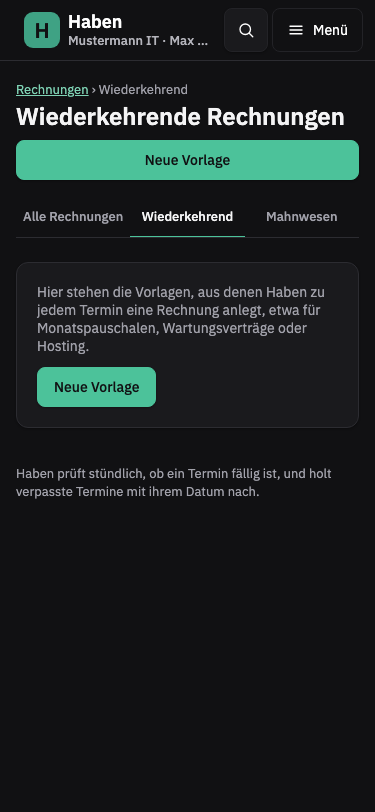 H
Haben
Mustermann IT · Max ...
Menü
Rechnungen › Wiederkehrend
Wiederkehrende Rechnungen
Neue Vorlage
Alle Rechnungen Wiederkehrend Mahnwesen
Hier stehen die Vorlagen, aus denen Haben zu
jedem Termin eine Rechnung anlegt, etwa für
Monatspauschalen, Wartungsverträge oder
Hosting.
Neue Vorlage
Haben prüft stündlich, ob ein Termin fällig ist, und holt
verpasste Termine mit ihrem Datum nach.